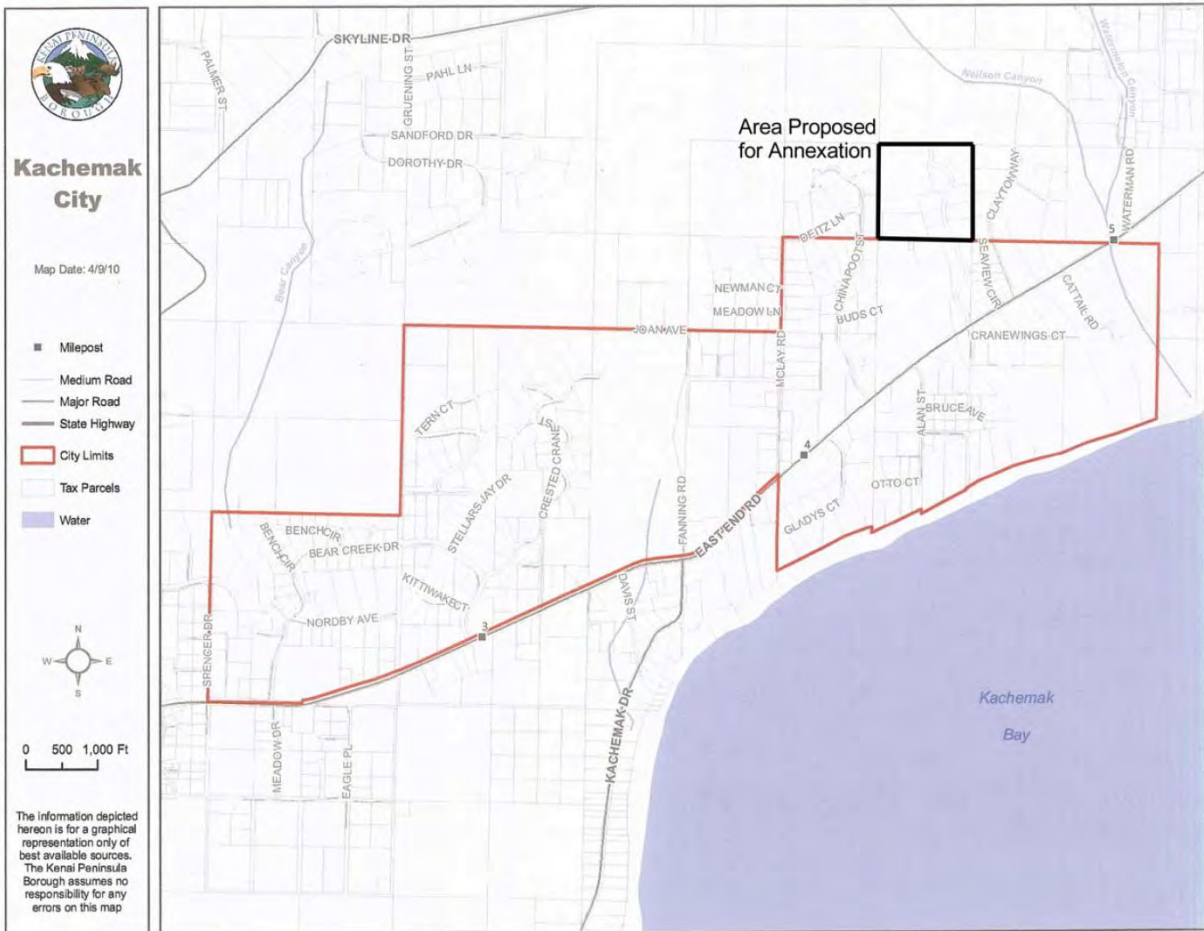 KENAI PENINSULA
BOROUGH
Kachemak
City
Map Date: 4/9/10
Milepost
Medium Road
Major Road
State Highway
City Limits
Tax Parcels
Water
N
W E
S
0 500 1,000 Ft
The information depicted
hereon is for a graphical
representation only of
best available sources.
The Kenai Peninsula
Borough assumes no
responsibility for any
errors on this map
SKYLINE DR
PALMER ST
GRUENING ST
PAHL LN
SANDFORD DR
DOROTHY DR
Bear Canyon
Neilson Canyon
Canyon
WATERMAN RD
Area Proposed
for Annexation
CLAYTON WAY
DEITZ LN
CHINAPOOT ST
SEAVIEW CIR
5
CATTAIL RD
NEWMAN CT
MEADOW LN
BUDS CT
JOAN AVE
MCLAY RD
CRANEWINGS CT
TERN CT
ST
CRESTED CRANE
ALAN ST
BRUCE AVE
4
STELLARS JAY DR
FANNING RD
OTTO CT
GLADYS CT
EAST END RD
BENCH CIR
BENCH CIR
BEAR CREEK DR
KITTIWAKE CT
DAVIS ST
NORDBY AVE
3
SPENCER DR
KACHEMAK DR
MEADOW DR
EAGLE PL
Kachemak
Bay